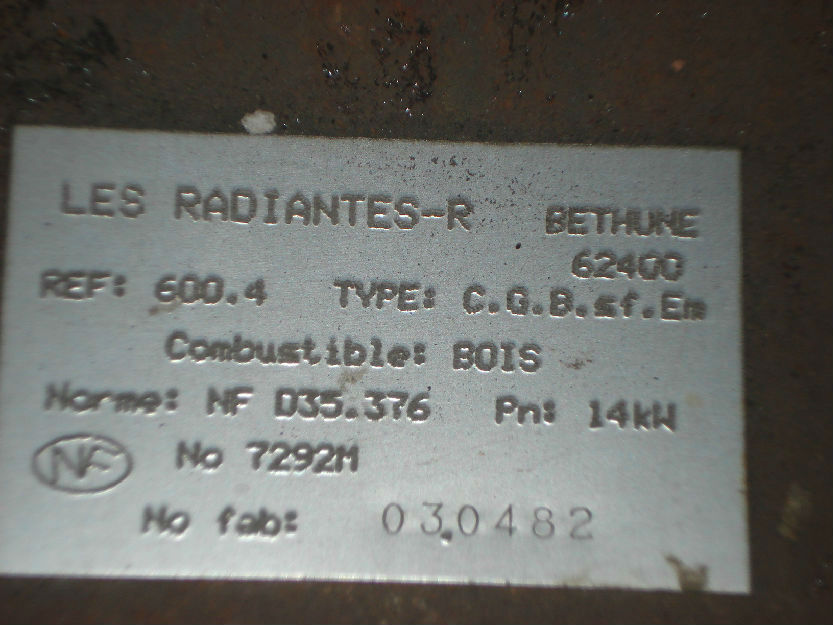 LES RADIANTES-R BETHUNE
62400
REF: 600.4 TYPE: C.G.B.sf.Em
Combustible: BOIS
Norme: NF D35.376 Pn: 14kW
NF No 7292M
No fab: 030482